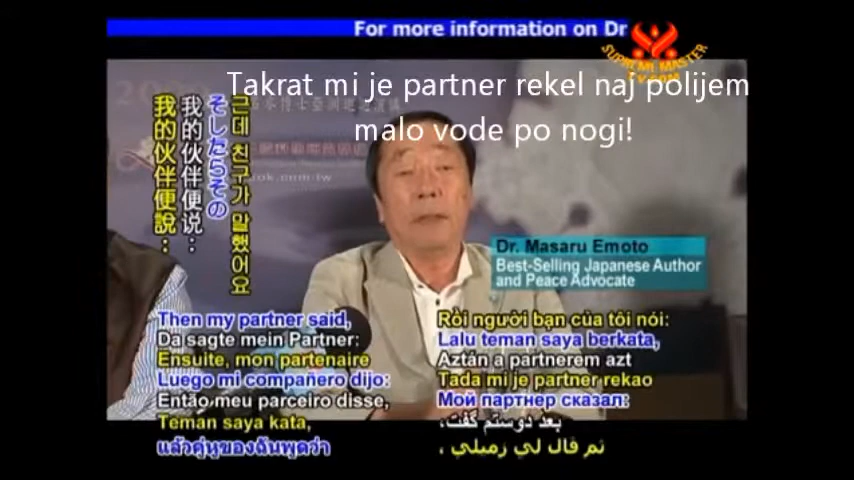 For more information on Dr
SUPREME MASTER
TV.COM
Takrat mi je partner rekel naj polijem
malo vode po nogi!
我的伙伴便說：
我的伙伴便说：
そしたらその
근데 친구가 말했어요
ok.com.tw
Dr. Masaru Emoto
Best-Selling Japanese Author
and Peace Advocate
Then my partner said,
Da sagte mein Partner:
Ensuite, mon partenaire
Luego mi compañero dijo:
Então meu parceiro disse,
Teman saya kata,
แล้วคู่หูของฉันพูดว่า
Rồi người bạn của tôi nói:
Lalu teman saya berkata,
Aztán a partnerem azt
Tada mi je partner rekao
Мой партнер сказал:
بعد دوستم گفت،
ثم قال لي زميلي ،